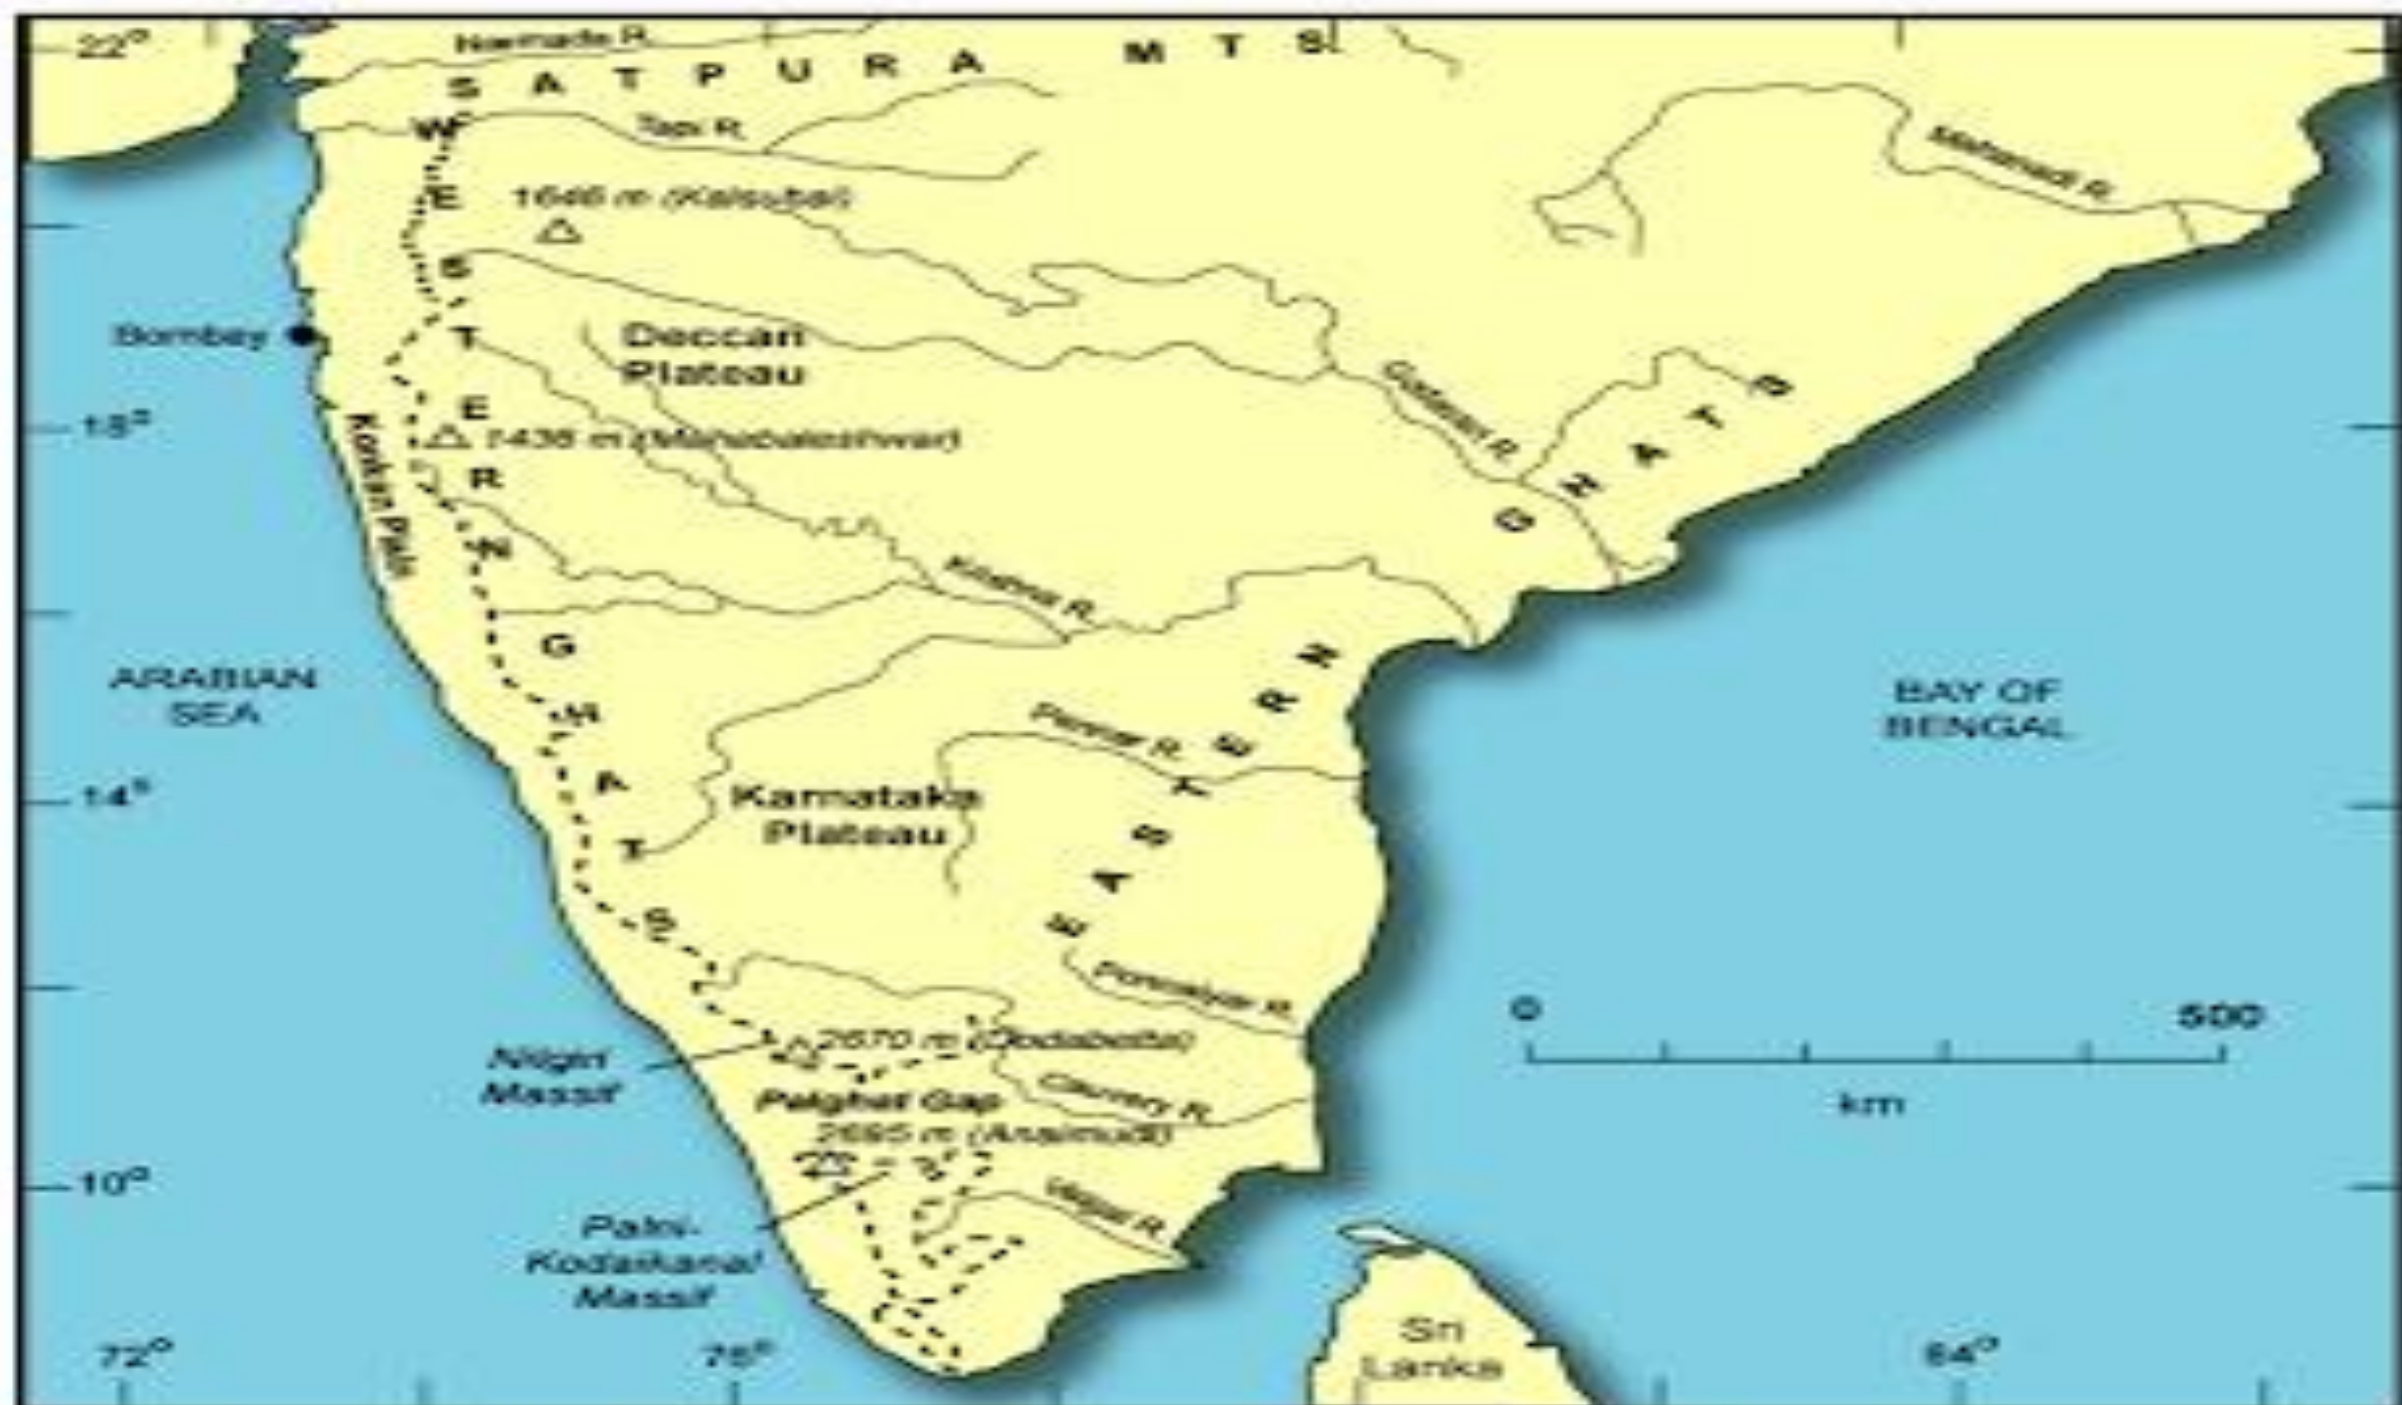 22°
Narmada R.
SATPURA MTS.
Tapi R.
Mahanadi R.
WESTERN GHATS
1646 m (Kalsubai)
Bombay
Deccan
Plateau
Godavari R.
18°
1438 m (Mahabaleshwar)
Konkan Plain
EASTERN GHATS
Krishna R.
ARABIAN
SEA
BAY OF
BENGAL
Pennar R.
14°
Karnataka
Plateau
Ponnaiyar R.
0 500
km
2670 m (Dodabetta)
Nilgiri
Massif
Cauvery R.
Palghat Gap
2695 m (Anaimudi)
10°
Vaigai R.
Palni-
Kodaikanal
Massif
Sri
Lanka
72° 76° 84°